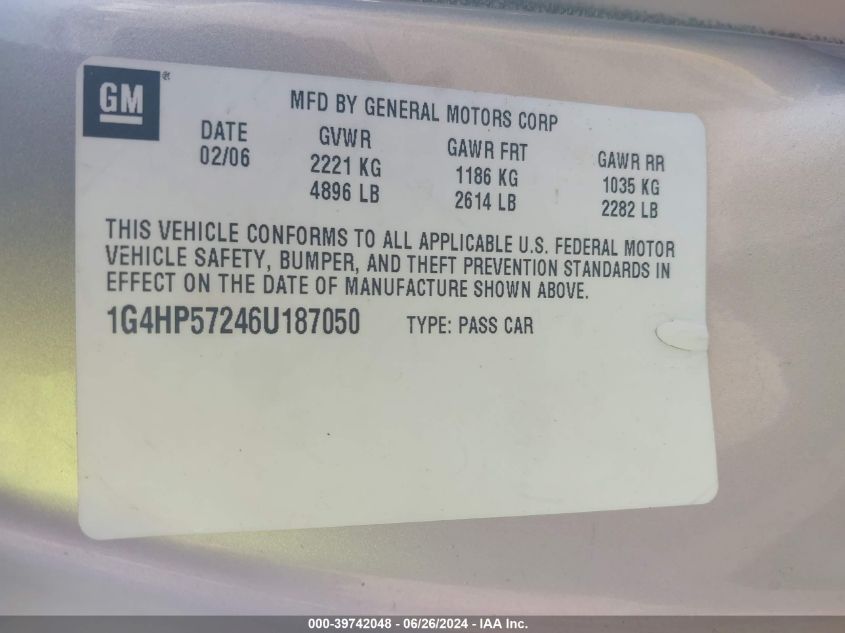 GM®
MFD BY GENERAL MOTORS CORP
DATE GVWR GAWR FRT GAWR RR
02/06 2221 KG 1186 KG 1035 KG
4896 LB 2614 LB 2282 LB
THIS VEHICLE CONFORMS TO ALL APPLICABLE U.S. FEDERAL MOTOR
VEHICLE SAFETY, BUMPER, AND THEFT PREVENTION STANDARDS IN
EFFECT ON THE DATE OF MANUFACTURE SHOWN ABOVE.
1G4HP57246U187050 TYPE: PASS CAR
000-39742048 - 06/26/2024 - IAA Inc.